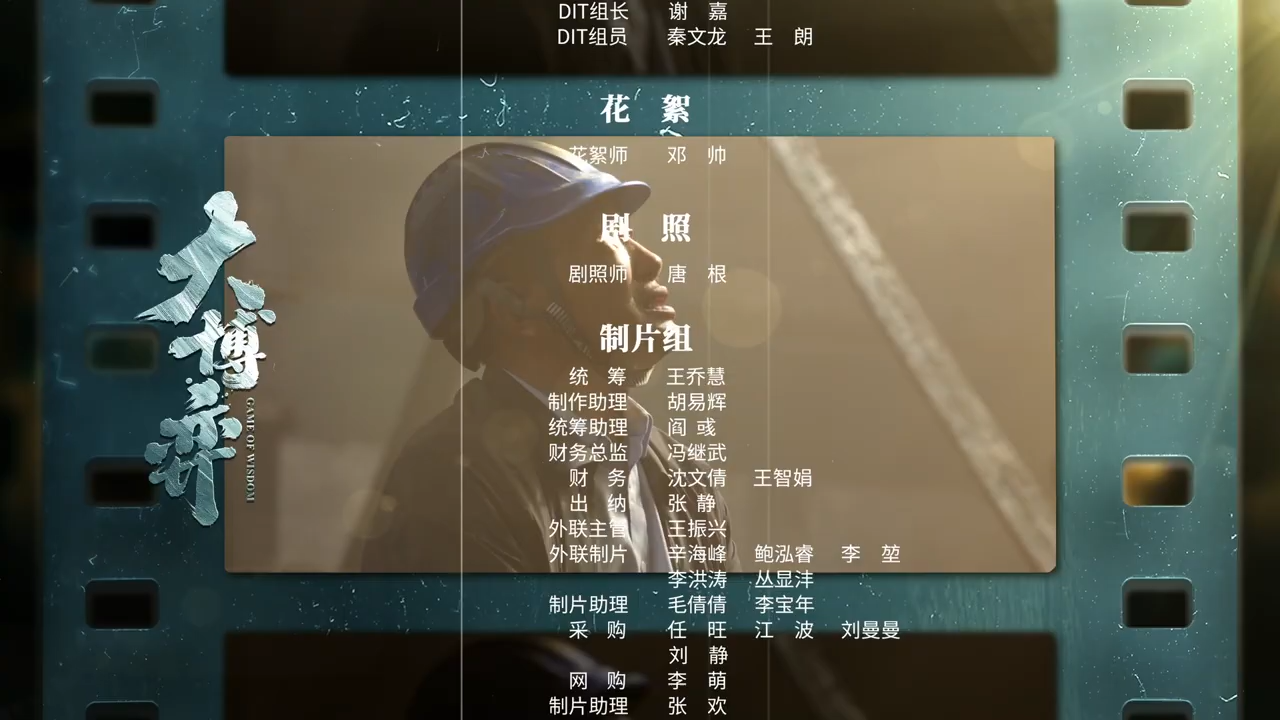 DIT组长 谢 嘉
DIT组员 秦文龙 王 朗
花 絮
花絮师 邓 帅
剧 照
剧照师 唐 根
制片组
统 筹 王乔慧
制作助理 胡易辉
统筹助理 阎 彧
财务总监 冯继武
财 务 沈文倩 王智娟
出 纳 张 静
外联主管 王振兴
外联制片 辛海峰 鲍泓睿 李 堃
李洪涛 丛显沣
制片助理 毛倩倩 李宝年
采 购 任 旺 江 波 刘曼曼
刘 静
网 购 李 萌
制片助理 张 欢
大博弈
GAME OF WISDOM